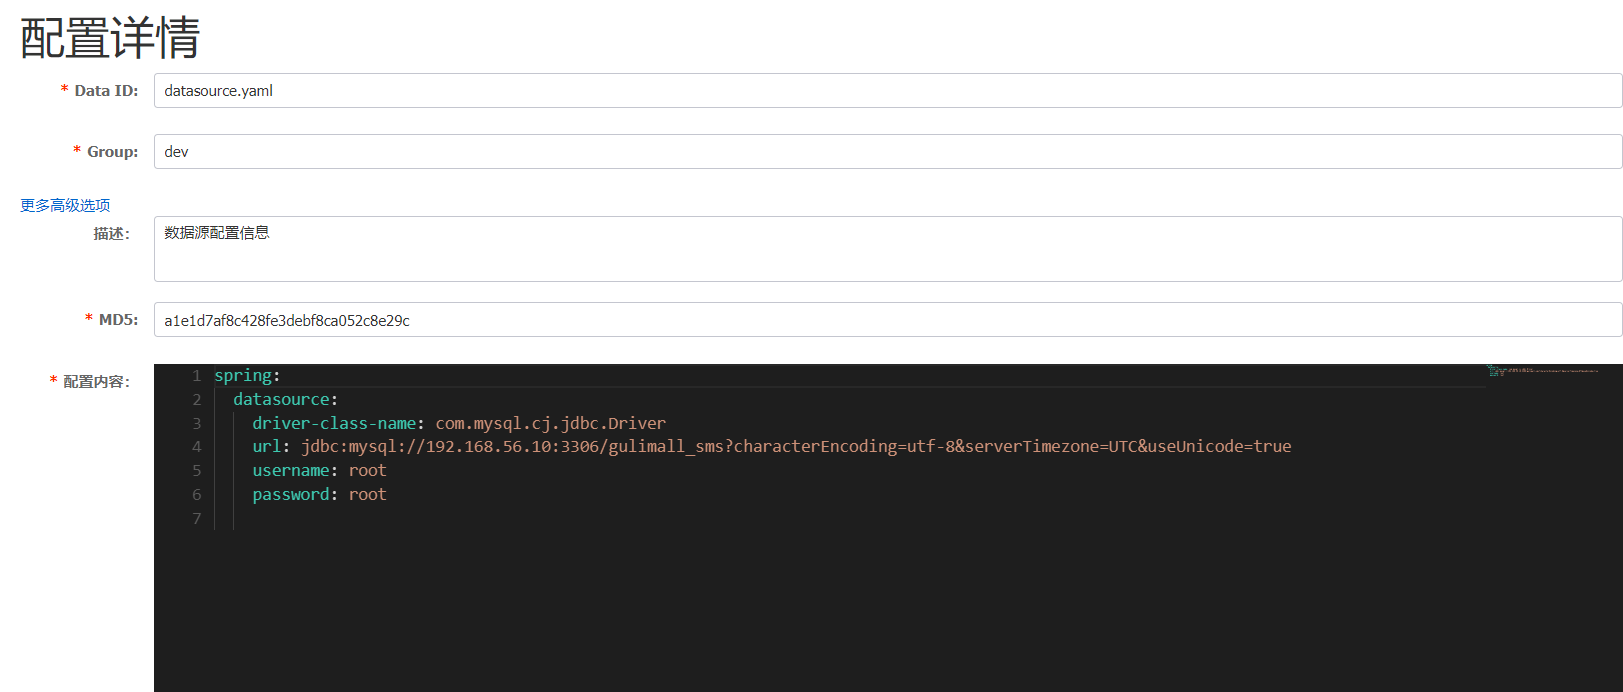 配置详情
* Data ID: datasource.yaml
* Group: dev
更多高级选项
描述: 数据源配置信息
* MD5: a1e1d7af8c428fe3debf8ca052c8e29c
* 配置内容:
1 spring:
2 datasource:
3 driver-class-name: com.mysql.cj.jdbc.Driver
4 url: jdbc:mysql://192.168.56.10:3306/gulimall_sms?characterEncoding=utf-8&serverTimezone=UTC&useUnicode=true
5 username: root
6 password: root
7